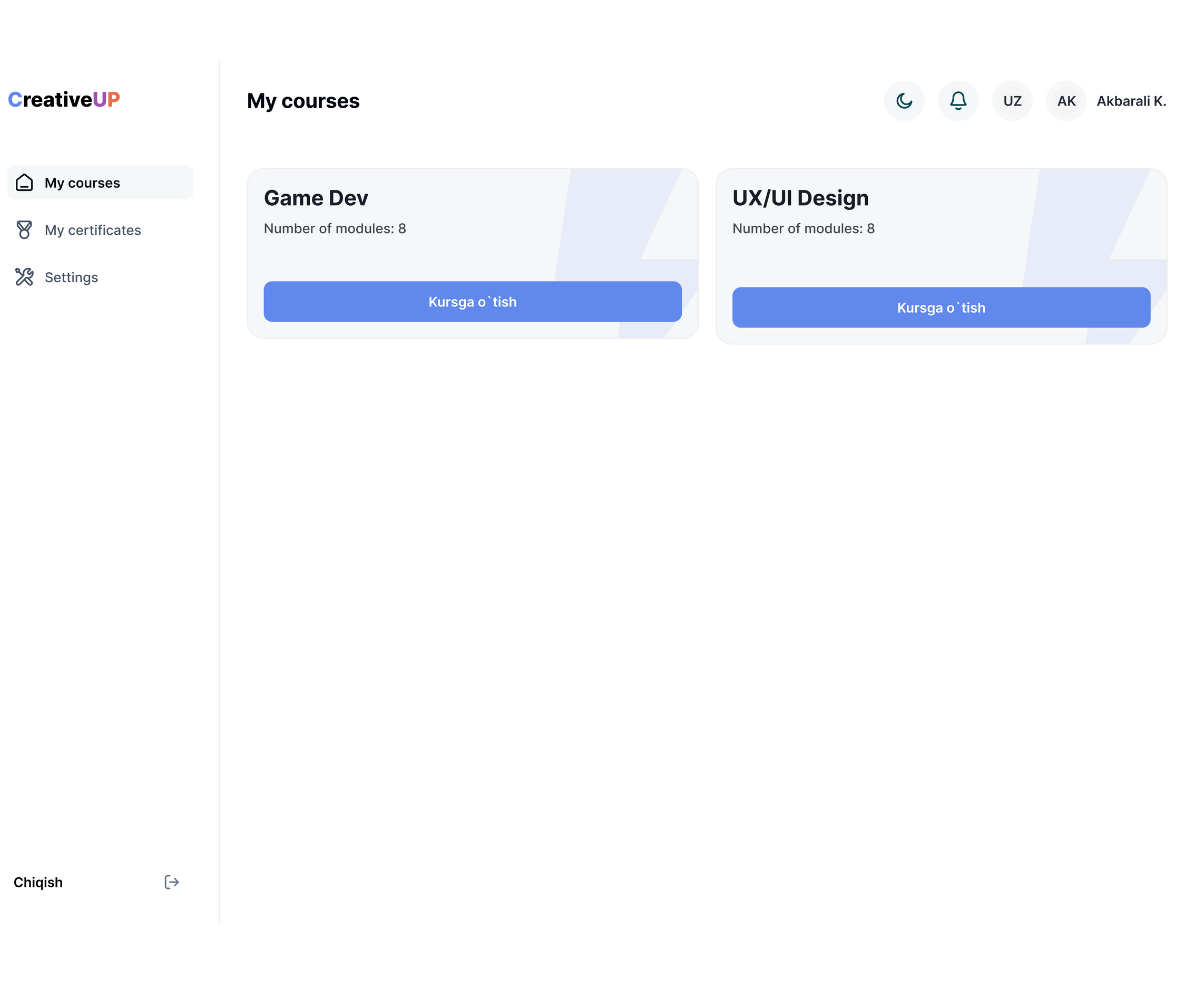 CreativeUP
My courses
My certificates
Settings
Chiqish
My courses
UZ
AK
Akbarali K.
Game Dev
Number of modules: 8
Kursga o`tish
UX/UI Design
Number of modules: 8
Kursga o`tish